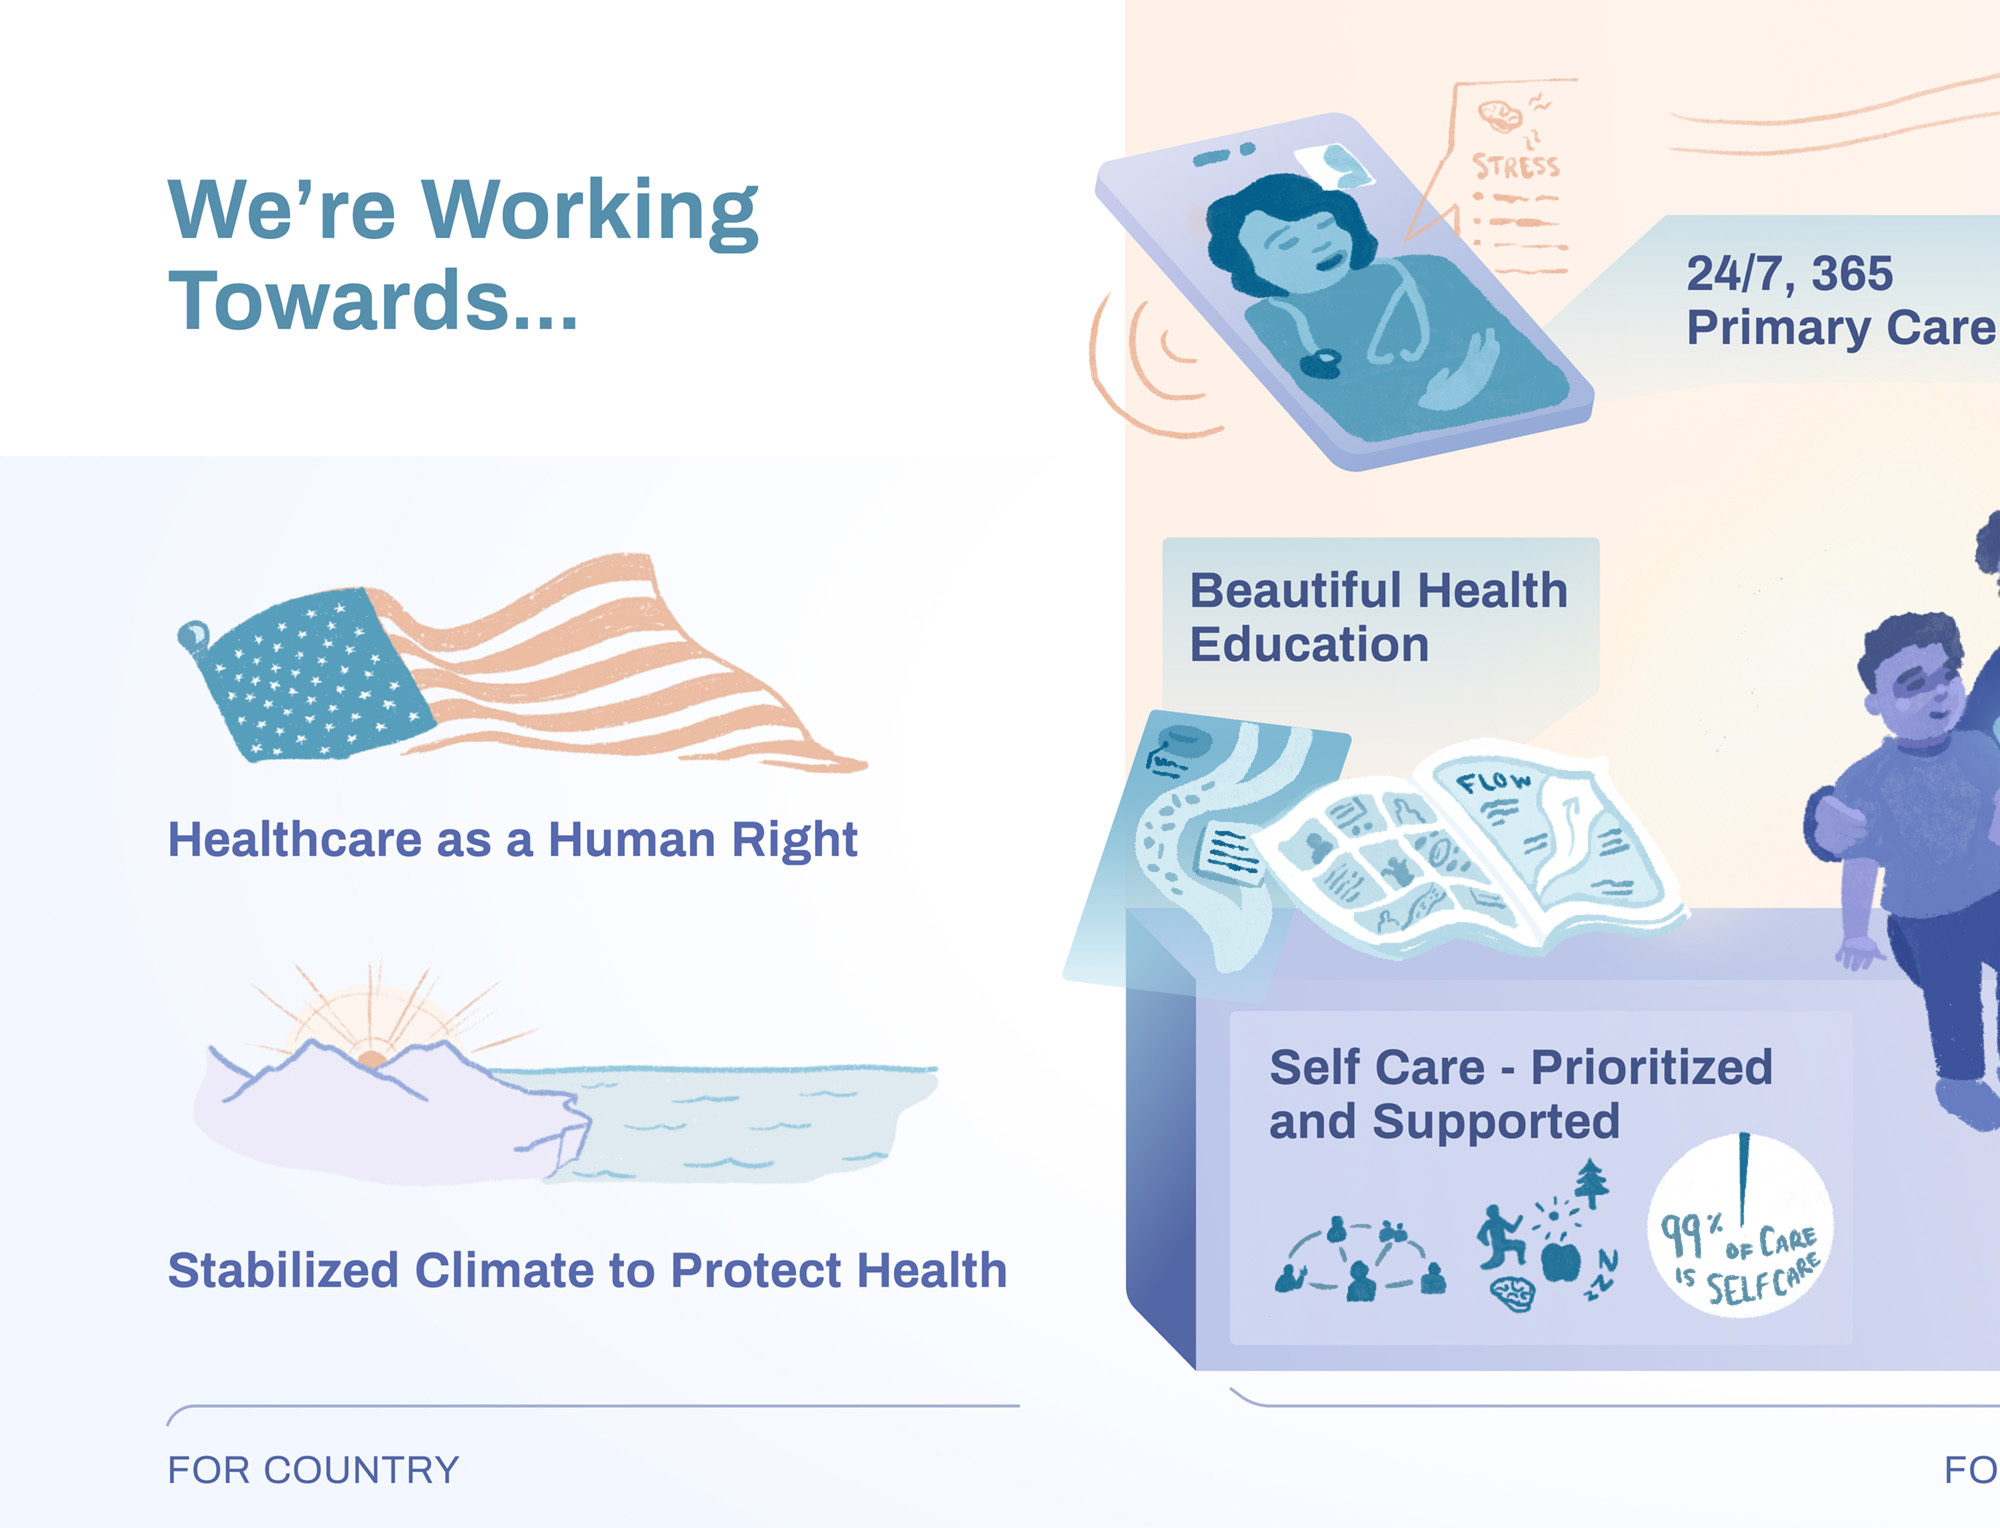 We’re Working
Towards...
Healthcare as a Human Right
Stabilized Climate to Protect Health
FOR COUNTRY
STRESS
24/7, 365
Primary Care
Beautiful Health
Education
FLOW
Self Care - Prioritized
and Supported
99%
OF CARE
IS SELFCARE
FO